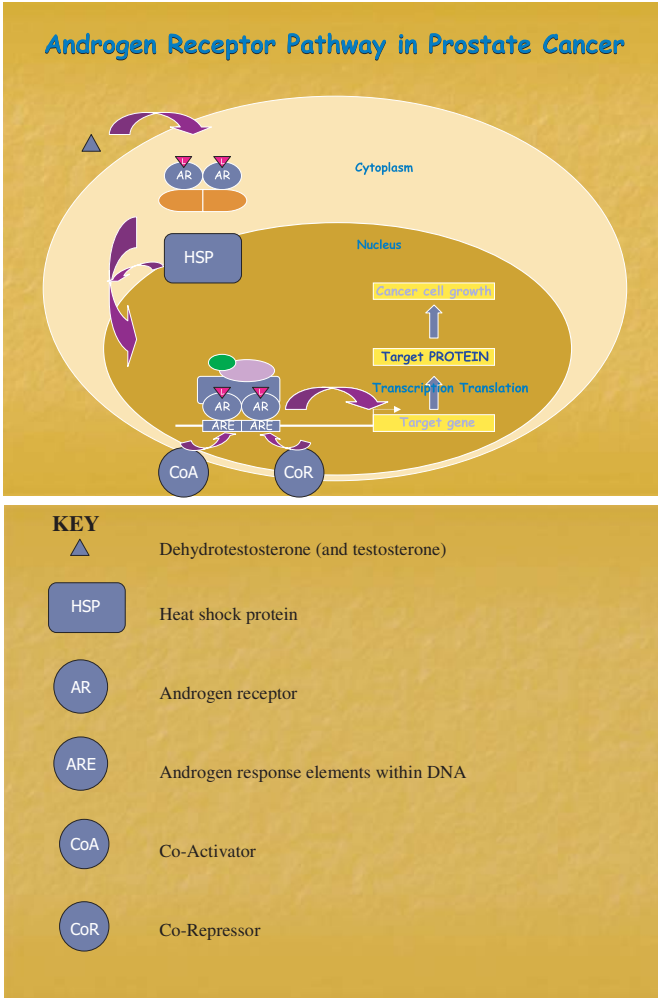 Androgen Receptor Pathway in Prostate Cancer
Cytoplasm
L L
AR AR
Nucleus
HSP
Cancer cell growth
Target PROTEIN
Transcription Translation
L L
AR AR
ARE ARE
Target gene
CoA
CoR
KEY
Dehydrotestosterone (and testosterone)
HSP
Heat shock protein
AR
Androgen receptor
ARE
Androgen response elements within DNA
CoA
Co-Activator
CoR
Co-Repressor